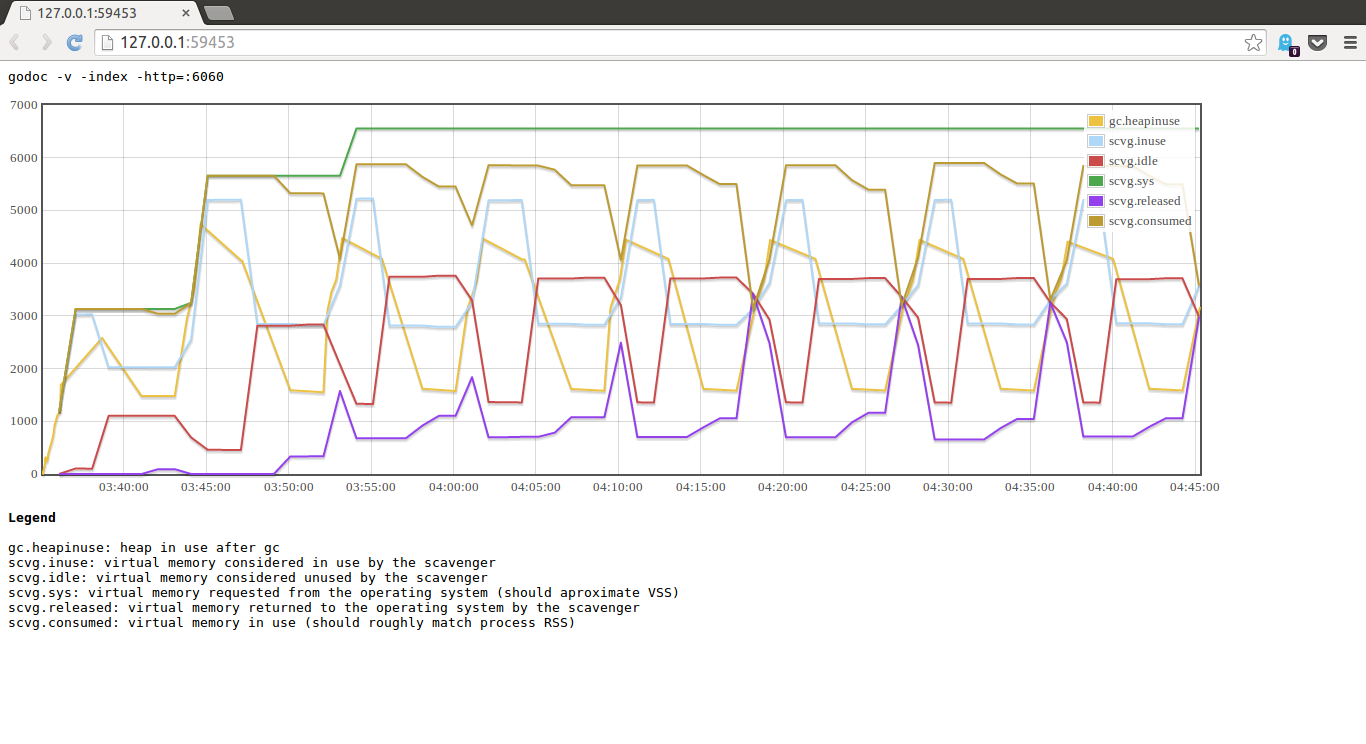 127.0.0.1:59453
127.0.0.1:59453
0
godoc -v -index -http=:6060
7000
6000
5000
4000
3000
2000
1000
0
gc.heapinuse
scvg.inuse
scvg.idle
scvg.sys
scvg.released
scvg.consumed
03:40:00 03:45:00 03:50:00 03:55:00 04:00:00 04:05:00 04:10:00 04:15:00 04:20:00 04:25:00 04:30:00 04:35:00 04:40:00 04:45:00
Legend
gc.heapinuse: heap in use after gc
scvg.inuse: virtual memory considered in use by the scavenger
scvg.idle: virtual memory considered unused by the scavenger
scvg.sys: virtual memory requested from the operating system (should aproximate VSS)
scvg.released: virtual memory returned to the operating system by the scavenger
scvg.consumed: virtual memory in use (should roughly match process RSS)